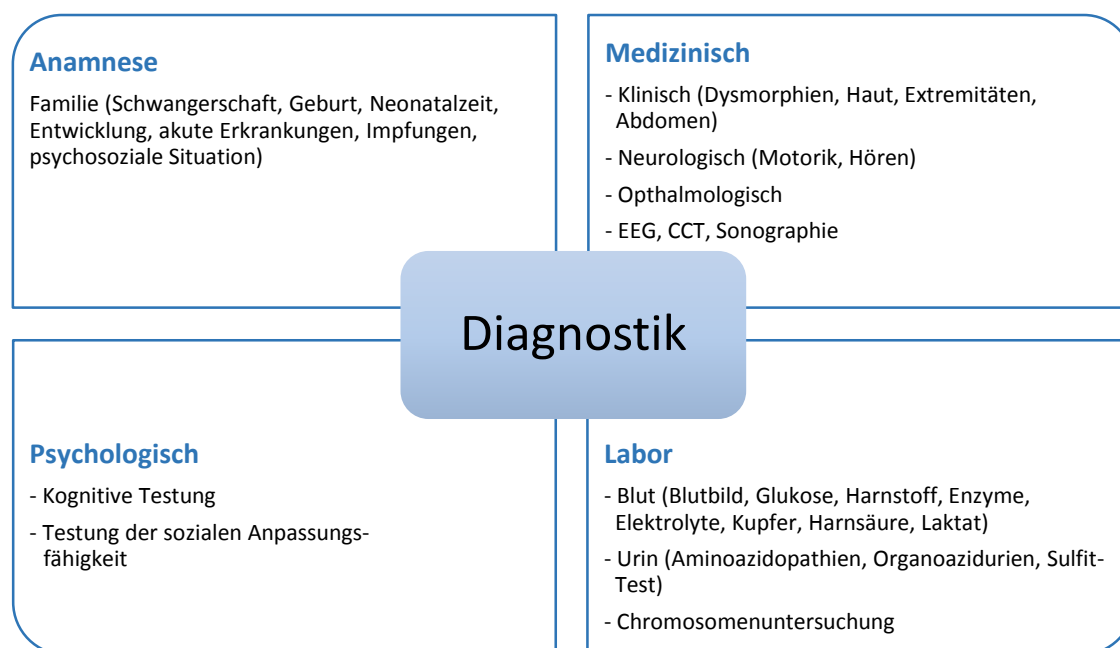 Anamnese
Familie (Schwangerschaft, Geburt, Neonatalzeit,
Entwicklung, akute Erkrankungen, Impfungen,
psychosoziale Situation)
Medizinisch
- Klinisch (Dysmorphien, Haut, Extremitäten,
Abdomen)
- Neurologisch (Motorik, Hören)
- Opthalmologisch
- EEG, CCT, Sonographie
Diagnostik
Psychologisch
- Kognitive Testung
- Testung der sozialen Anpassungs-
fähigkeit
Labor
- Blut (Blutbild, Glukose, Harnstoff, Enzyme,
Elektrolyte, Kupfer, Harnsäure, Laktat)
- Urin (Aminoazidopathien, Organoazidurien, Sulfit-
Test)
- Chromosomenuntersuchung